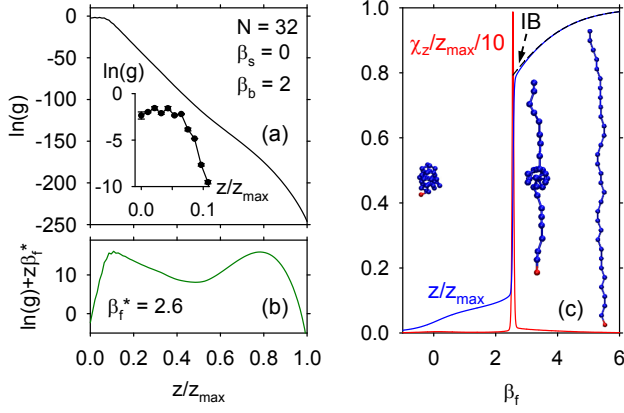 0
-50
-100
-150
-200
-250
ln(g)
N = 32
β_s = 0
β_b = 2
(a)
ln(g)
0
-5
-10
0.0 0.1
z/z_max
ln(g)+zβ_f*
10
0
β_f* = 2.6
(b)
0.0 0.2 0.4 0.6 0.8 1.0
z/z_max
1.0
0.8
0.6
0.4
0.2
0.0
χ_z/z_max/10
IB
z/z_max
(c)
0 2 4 6
β_f